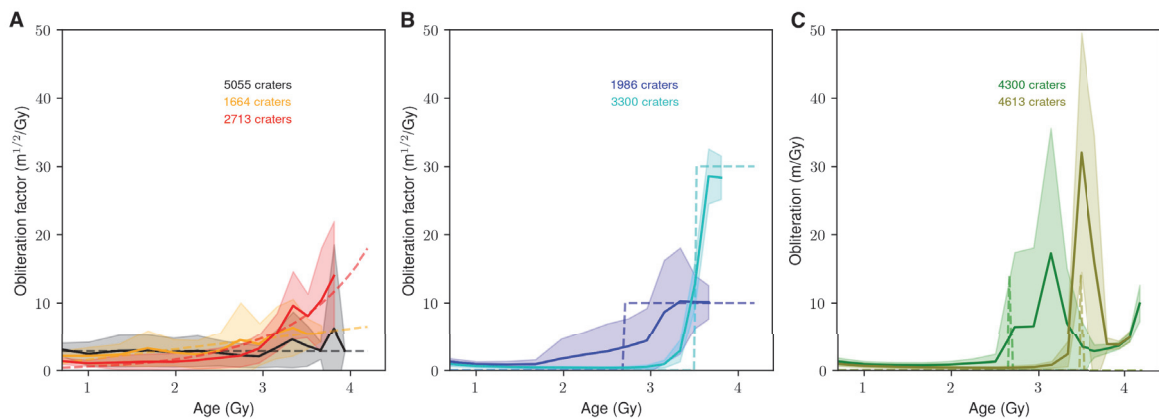 A
B
C
50
40
30
20
10
0
Obliteration factor (m^1/2/Gy)
5055 craters
1664 craters
2713 craters
1
2
3
4
Age (Gy)
50
40
30
20
10
0
Obliteration factor (m^1/2/Gy)
1986 craters
3300 craters
1
2
3
4
Age (Gy)
50
40
30
20
10
0
Obliteration (m/Gy)
4300 craters
4613 craters
1
2
3
4
Age (Gy)